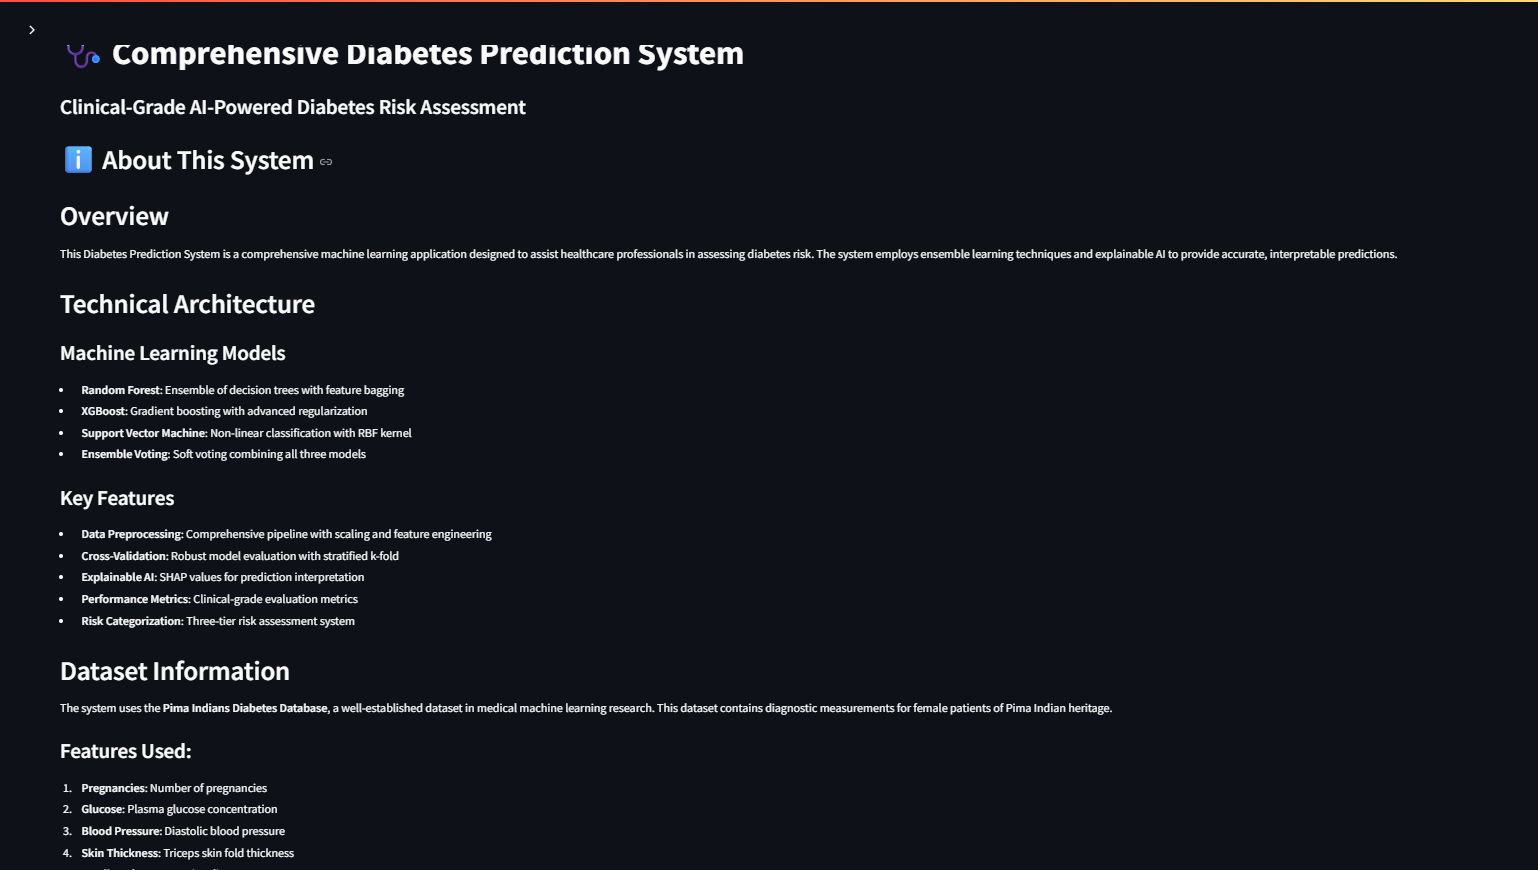 Comprehensive Diabetes Prediction System
Clinical-Grade AI-Powered Diabetes Risk Assessment
About This System
Overview
This Diabetes Prediction System is a comprehensive machine learning application designed to assist healthcare professionals in assessing diabetes risk. The system employs ensemble learning techniques and explainable AI to provide accurate, interpretable predictions.
Technical Architecture
Machine Learning Models
• Random Forest: Ensemble of decision trees with feature bagging
• XGBoost: Gradient boosting with advanced regularization
• Support Vector Machine: Non-linear classification with RBF kernel
• Ensemble Voting: Soft voting combining all three models
Key Features
• Data Preprocessing: Comprehensive pipeline with scaling and feature engineering
• Cross-Validation: Robust model evaluation with stratified k-fold
• Explainable AI: SHAP values for prediction interpretation
• Performance Metrics: Clinical-grade evaluation metrics
• Risk Categorization: Three-tier risk assessment system
Dataset Information
The system uses the Pima Indians Diabetes Database, a well-established dataset in medical machine learning research. This dataset contains diagnostic measurements for female patients of Pima Indian heritage.
Features Used:
1. Pregnancies: Number of pregnancies
2. Glucose: Plasma glucose concentration
3. Blood Pressure: Diastolic blood pressure
4. Skin Thickness: Triceps skin fold thickness